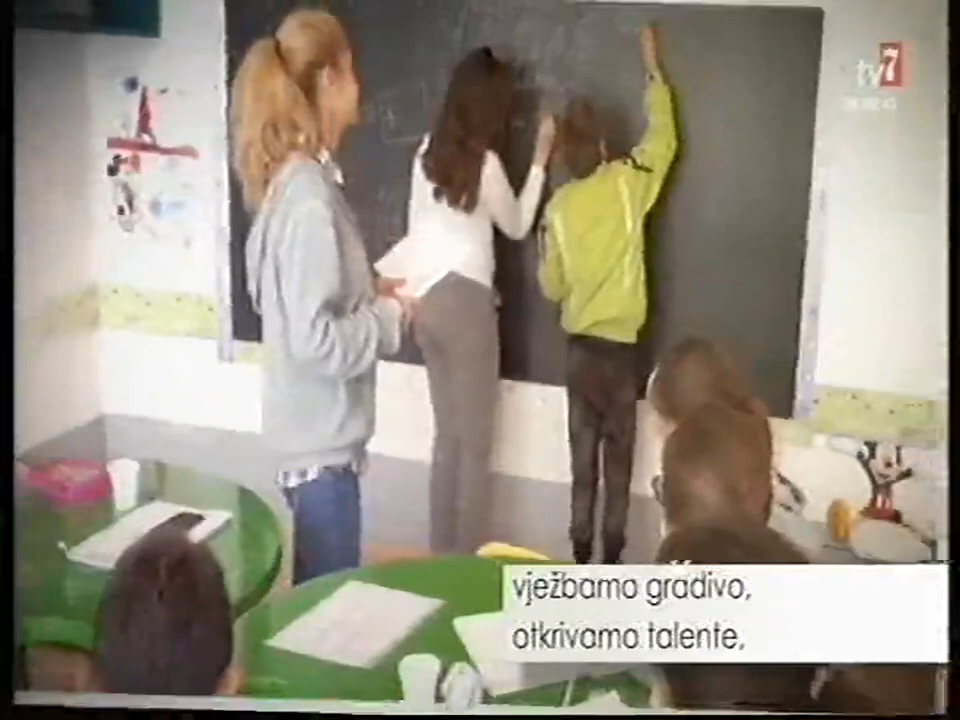 tv7
vježbamo gradivo,
otkrivamo talente,